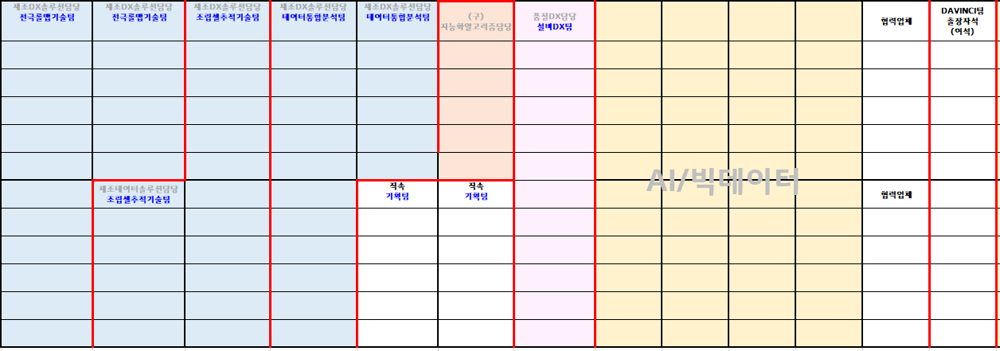 제조DX솔루션담당
전극롤맵기술팀
제조DX솔루션담당
전극롤맵기술팀
제조DX솔루션담당
조립셀추적기술팀
제조DX솔루션담당
데이터통합분석팀
제조DX솔루션담당
데이터통합분석팀
(구)
지능화알고리즘담당
품질DX담당
설비DX팀
협력업체
DAVINCI팀
출장자석
(여석)
AI/빅데이터
제조데이터솔루션담당
조립셀추적기술팀
직속
기획팀
직속
기획팀
협력업체